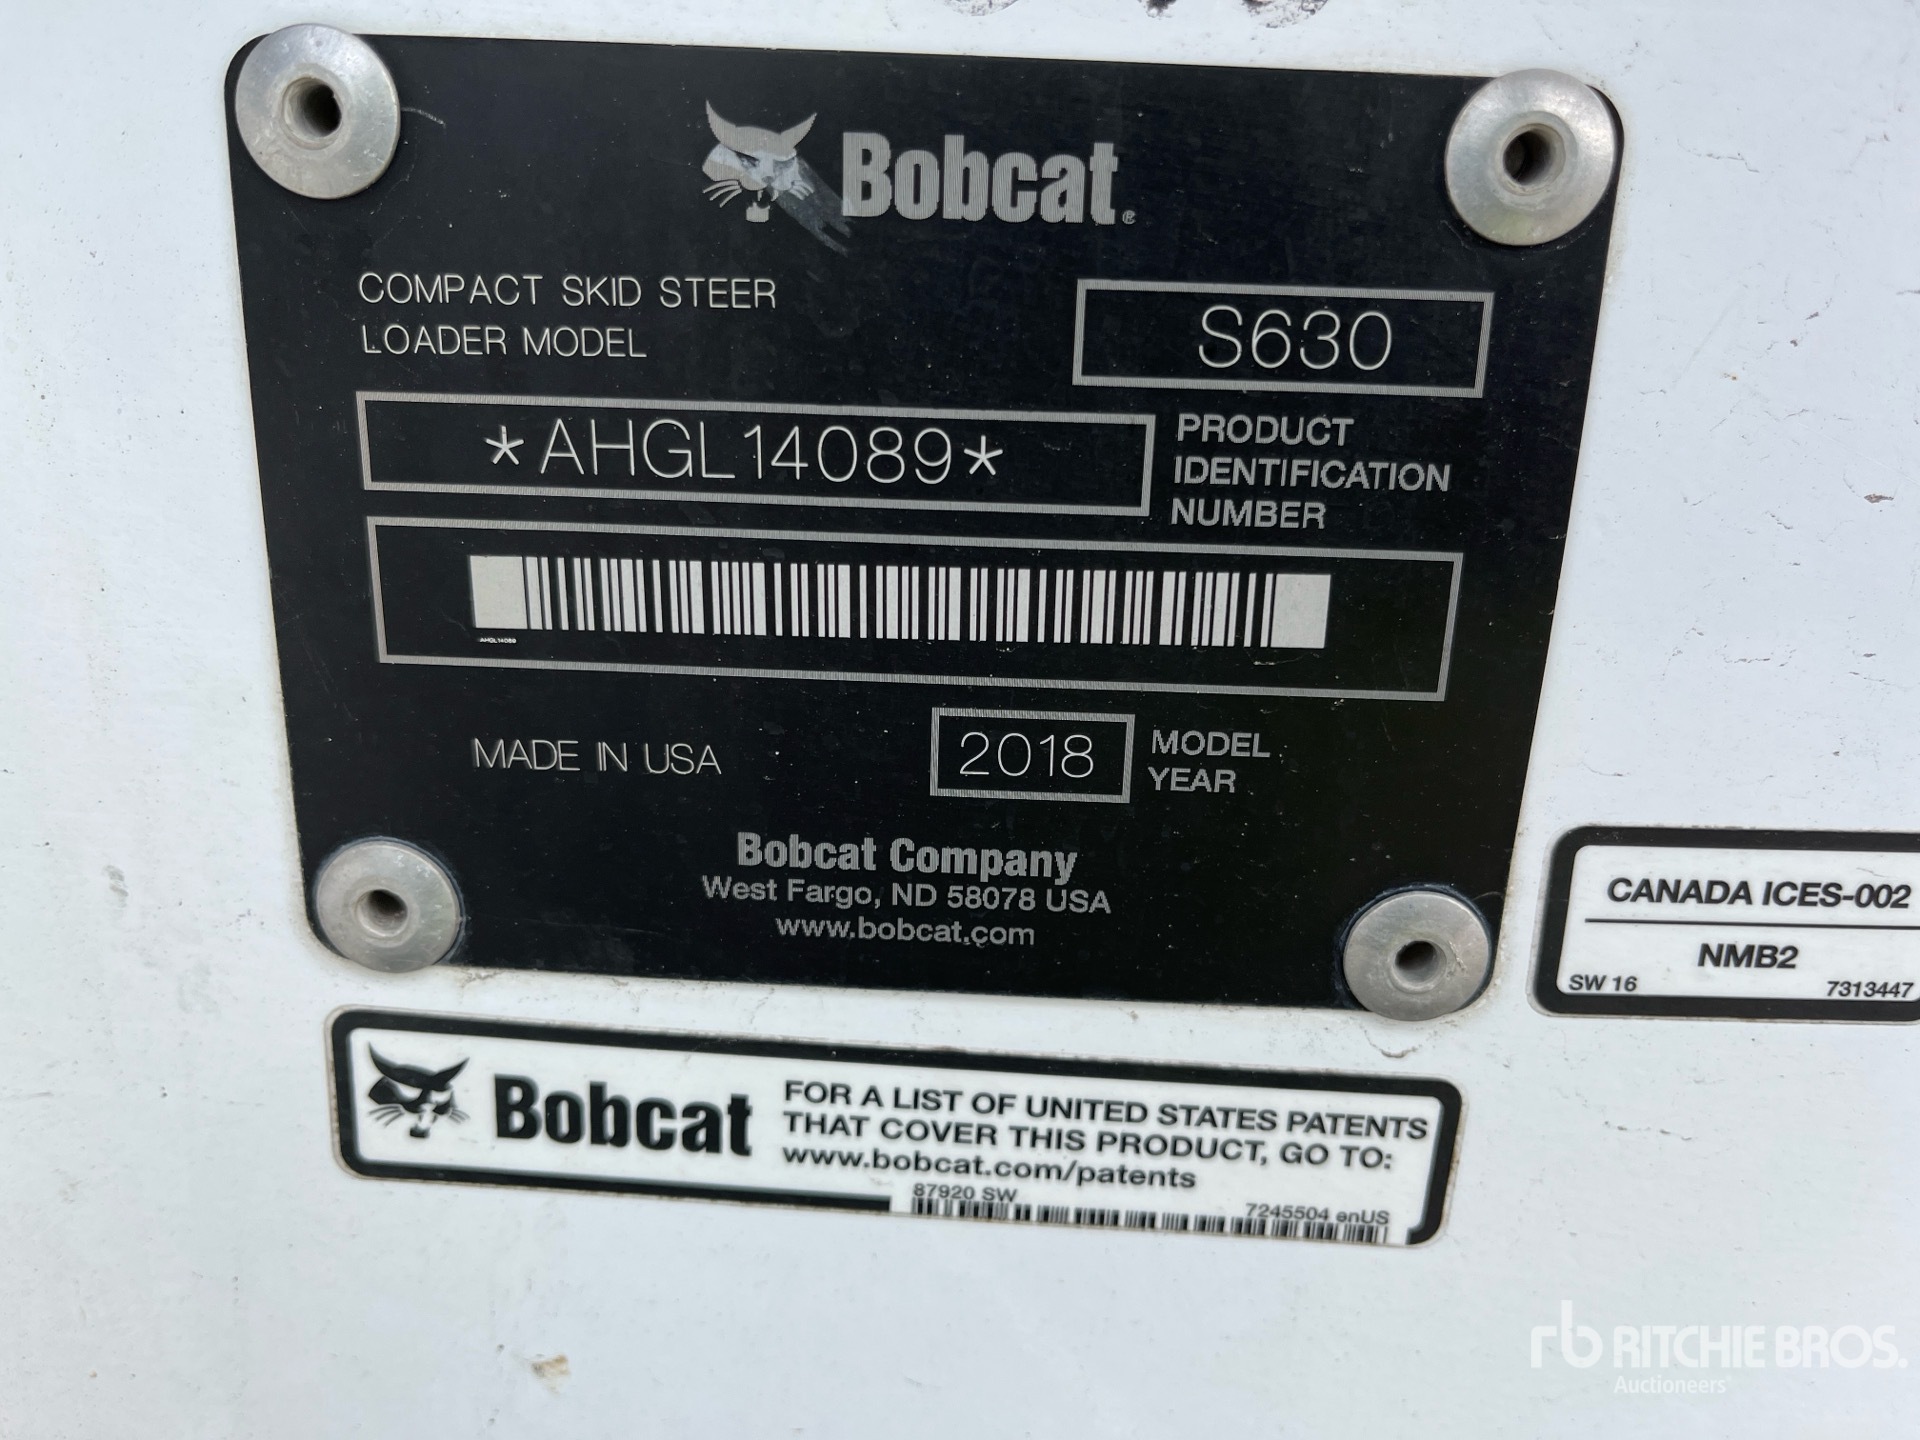 Bobcat®
COMPACT SKID STEER
LOADER MODEL
S630
*AHGL14089*
PRODUCT
IDENTIFICATION
NUMBER
AHGL14089
MADE IN USA
2018
MODEL
YEAR
Bobcat Company
West Fargo, ND 58078 USA
www.bobcat.com
CANADA ICES-002
NMB2
SW 16
7313447
Bobcat
FOR A LIST OF UNITED STATES PATENTS
THAT COVER THIS PRODUCT, GO TO:
www.bobcat.com/patents
87920 SW
7245504 enUS
rb RITCHIE BROS.
Auctioneers